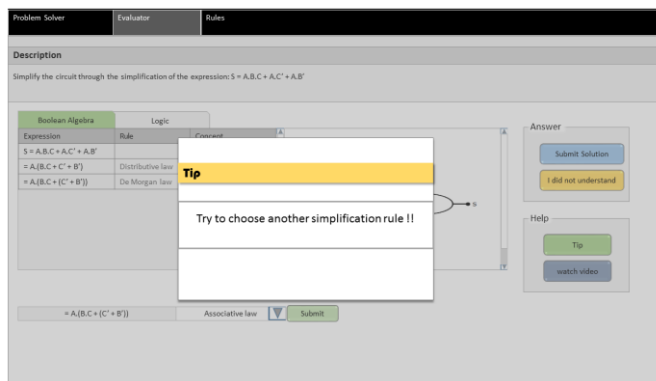 Problem Solver Evaluator Rules
Description
Simplify the circuit through the simplification of the expression: S = A.B.C + A.C' + A.B'
Boolean Algebra Logic
Answer
Expression Rule Concept
S = A.B.C + A.C' + A.B'
Submit Solution
= A.(B.C + C' + B') Distributive law
Tip
= A.(B.C + (C' + B')) De Morgan law
I did not understand
S
Try to choose another simplification rule !!
Help
Tip
watch video
= A.(B.C + (C' + B')) Associative law Submit